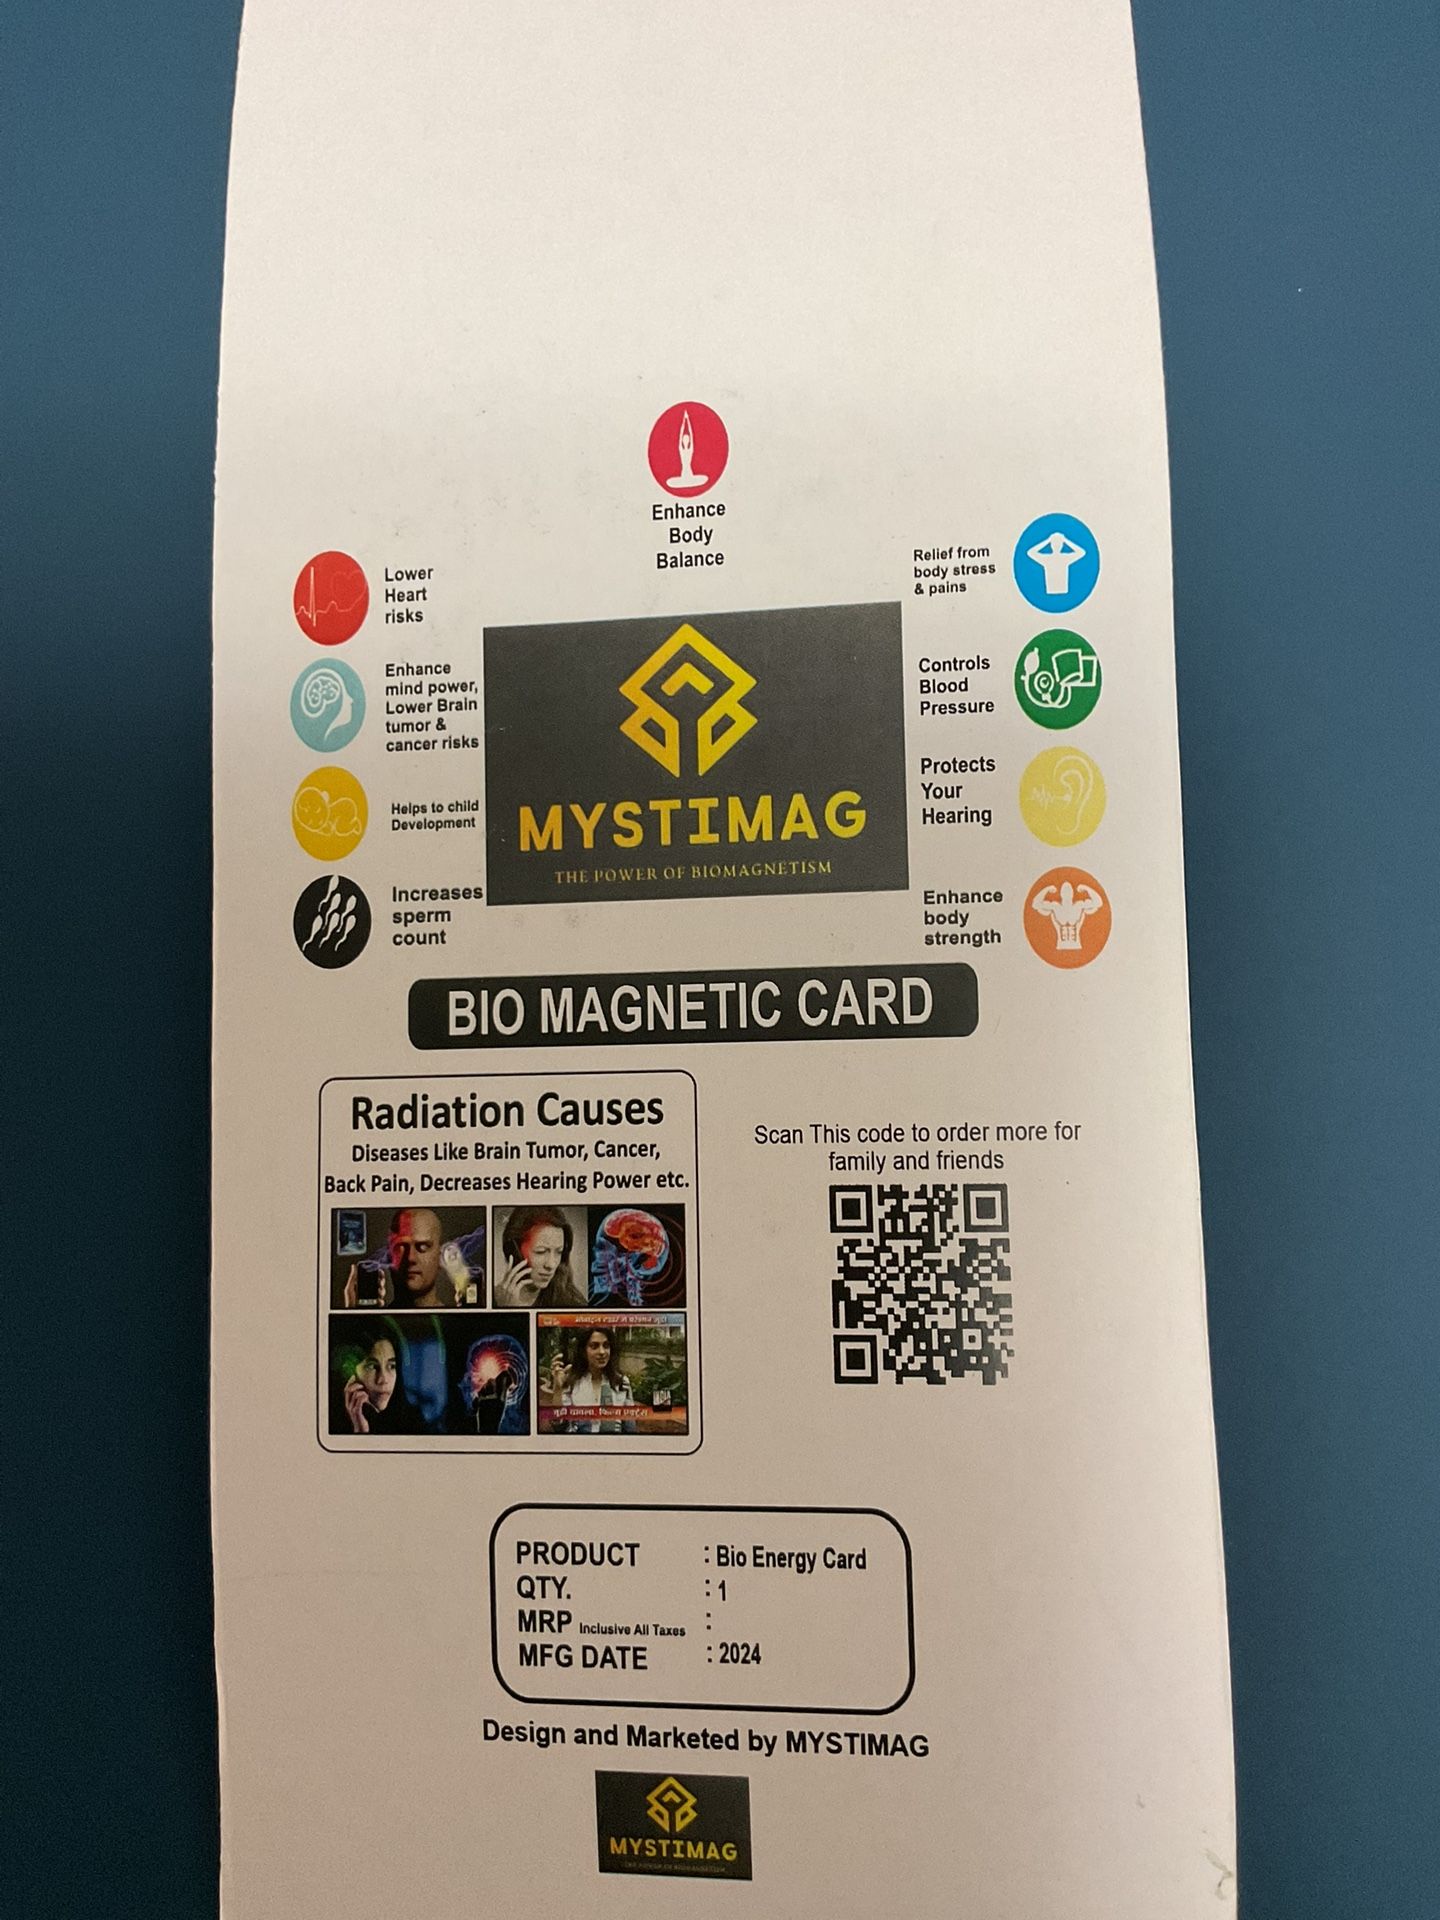 Enhance
Body
Balance
Lower
Heart
risks
Enhance
mind power,
Lower Brain
tumor &
cancer risks
Helps to child
Development
Increases
sperm
count
MYSTIMAG
THE POWER OF BIOMAGNETISM
Relief from
body stress
& pains
Controls
Blood
Pressure
Protects
Your
Hearing
Enhance
body
strength
BIO MAGNETIC CARD
Radiation Causes
Diseases Like Brain Tumor, Cancer,
Back Pain, Decreases Hearing Power etc.
Scan This code to order more for
family and friends
PRODUCT : Bio Energy Card
QTY. : 1
MRP Inclusive All Taxes :
MFG DATE : 2024
Design and Marketed by MYSTIMAG
MYSTIMAG
THE POWER OF BIOMAGNETISM